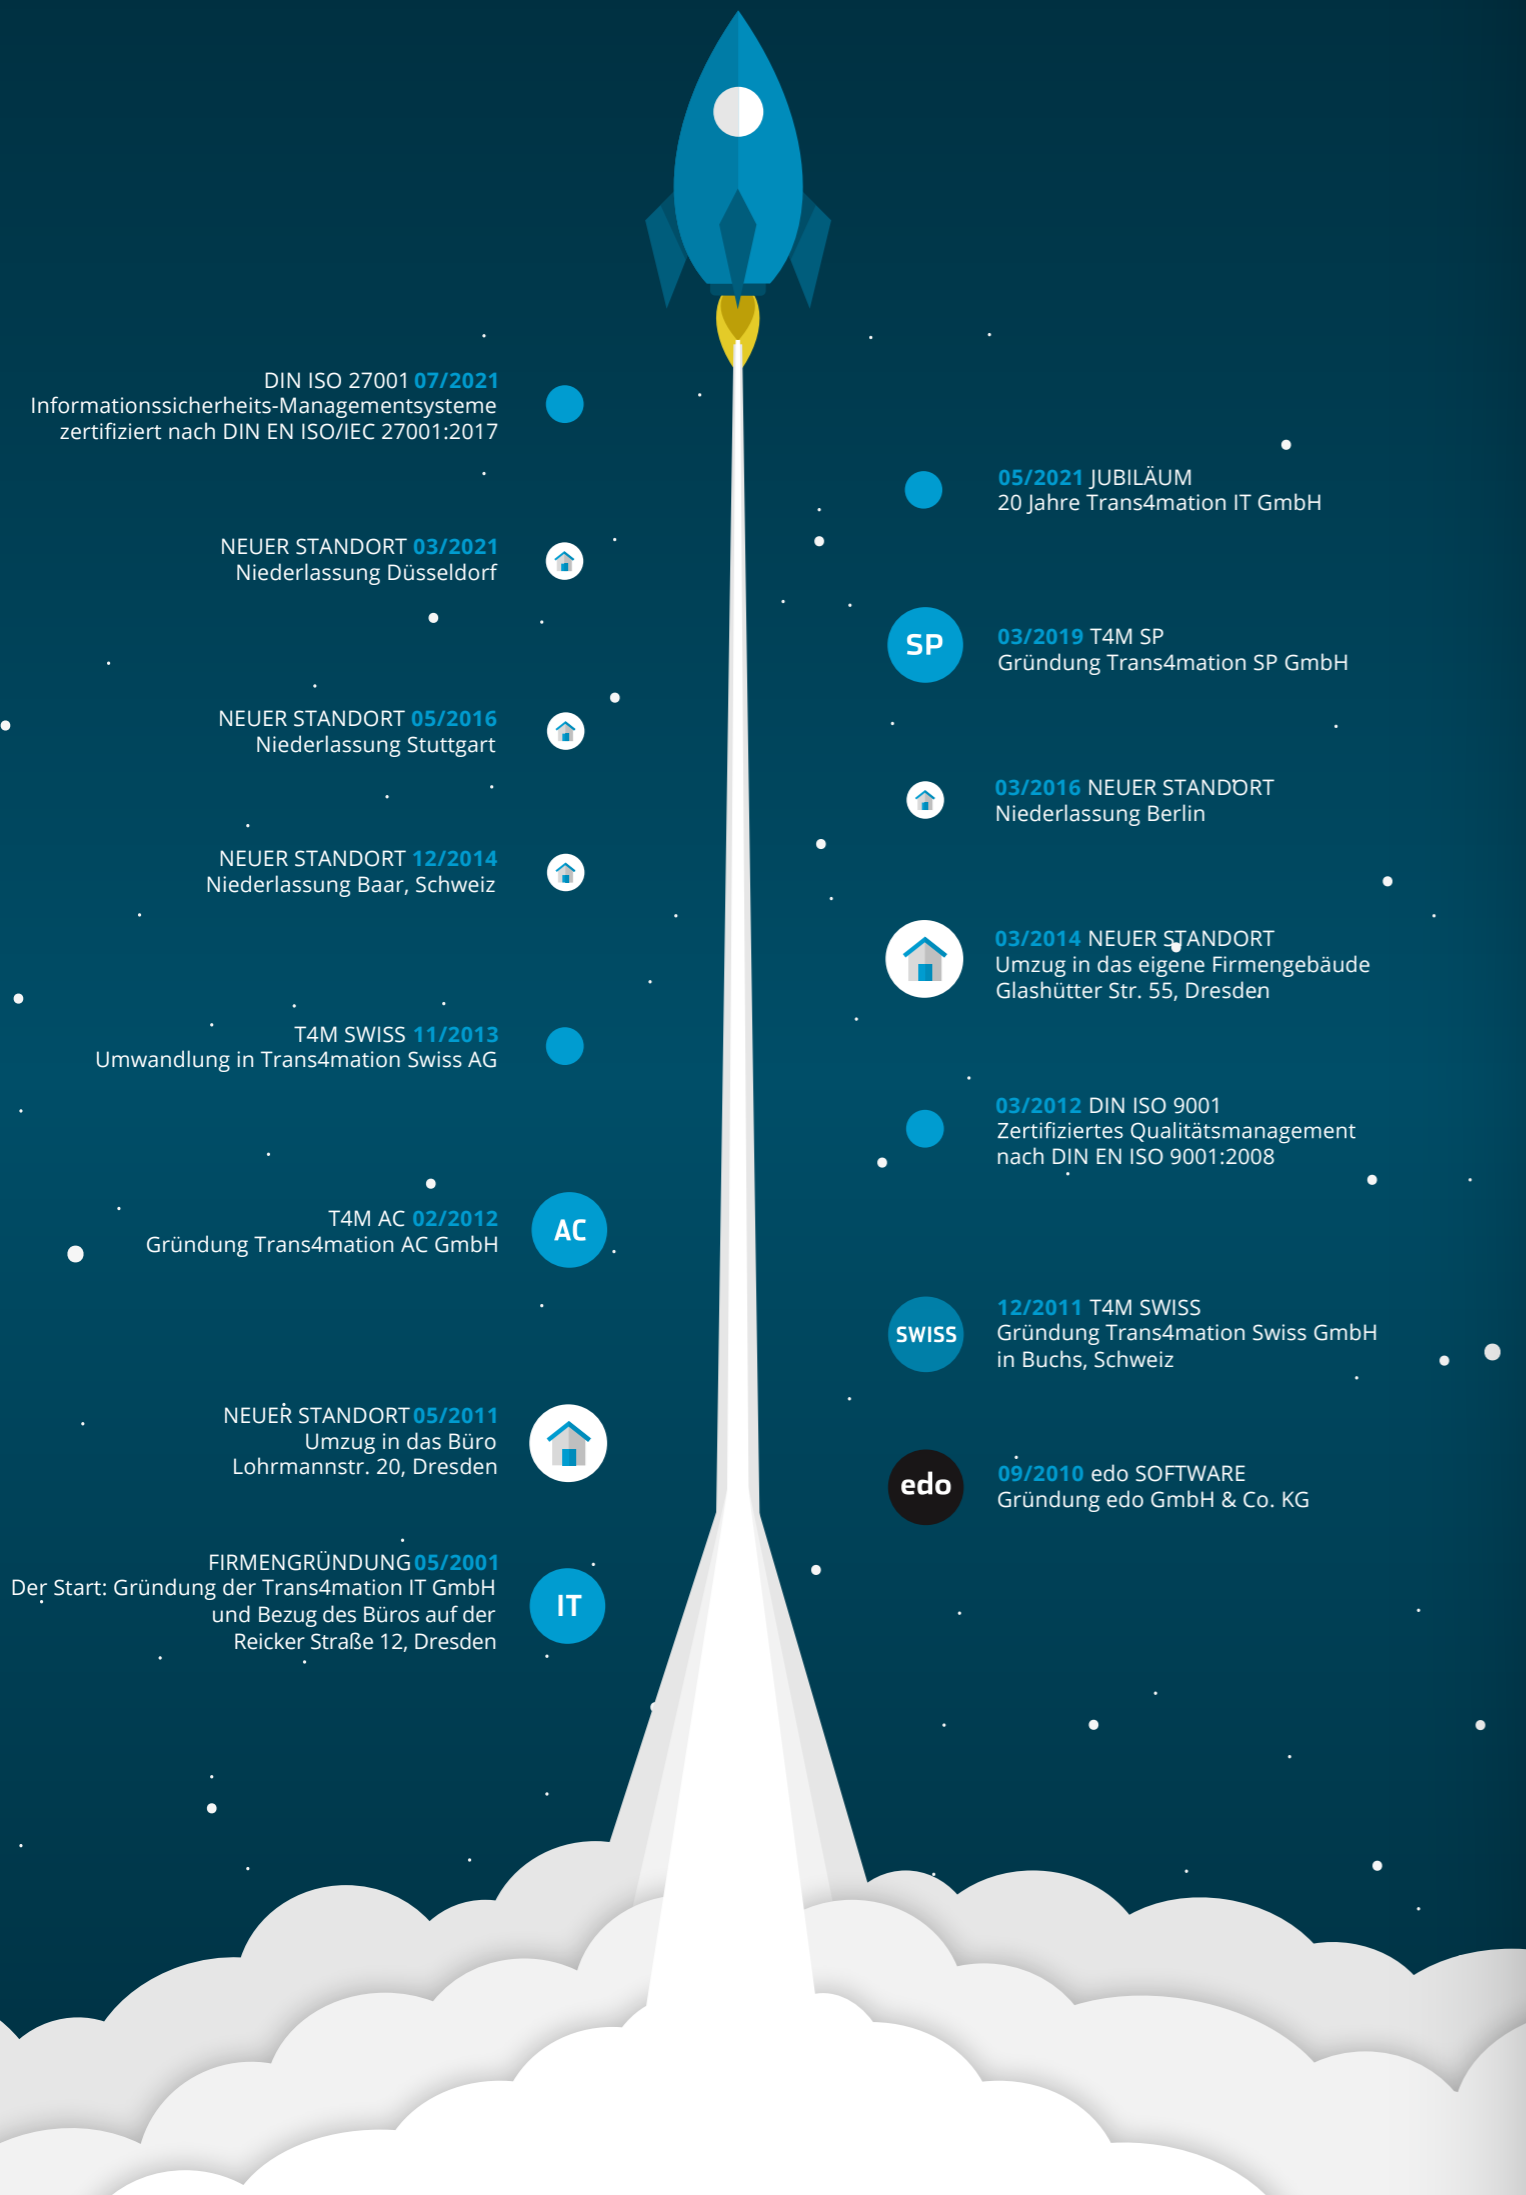 DIN ISO 27001 07/2021
Informationssicherheits-Managementsysteme
zertifiziert nach DIN EN ISO/IEC 27001:2017
05/2021 JUBILÄUM
20 Jahre Trans4mation IT GmbH
NEUER STANDORT 03/2021
Niederlassung Düsseldorf
SP
03/2019 T4M SP
Gründung Trans4mation SP GmbH
NEUER STANDORT 05/2016
Niederlassung Stuttgart
03/2016 NEUER STANDORT
Niederlassung Berlin
NEUER STANDORT 12/2014
Niederlassung Baar, Schweiz
03/2014 NEUER STANDORT
Umzug in das eigene Firmengebäude
Glashütter Str. 55, Dresden
T4M SWISS 11/2013
Umwandlung in Trans4mation Swiss AG
03/2012 DIN ISO 9001
Zertifiziertes Qualitätsmanagement
nach DIN EN ISO 9001:2008
T4M AC 02/2012
Gründung Trans4mation AC GmbH
AC
SWISS
12/2011 T4M SWISS
Gründung Trans4mation Swiss GmbH
in Buchs, Schweiz
NEUER STANDORT 05/2011
Umzug in das Büro
Lohrmannstr. 20, Dresden
edo
09/2010 edo SOFTWARE
Gründung edo GmbH & Co. KG
FIRMENGRÜNDUNG 05/2001
Der Start: Gründung der Trans4mation IT GmbH
und Bezug des Büros auf der
Reicker Straße 12, Dresden
IT